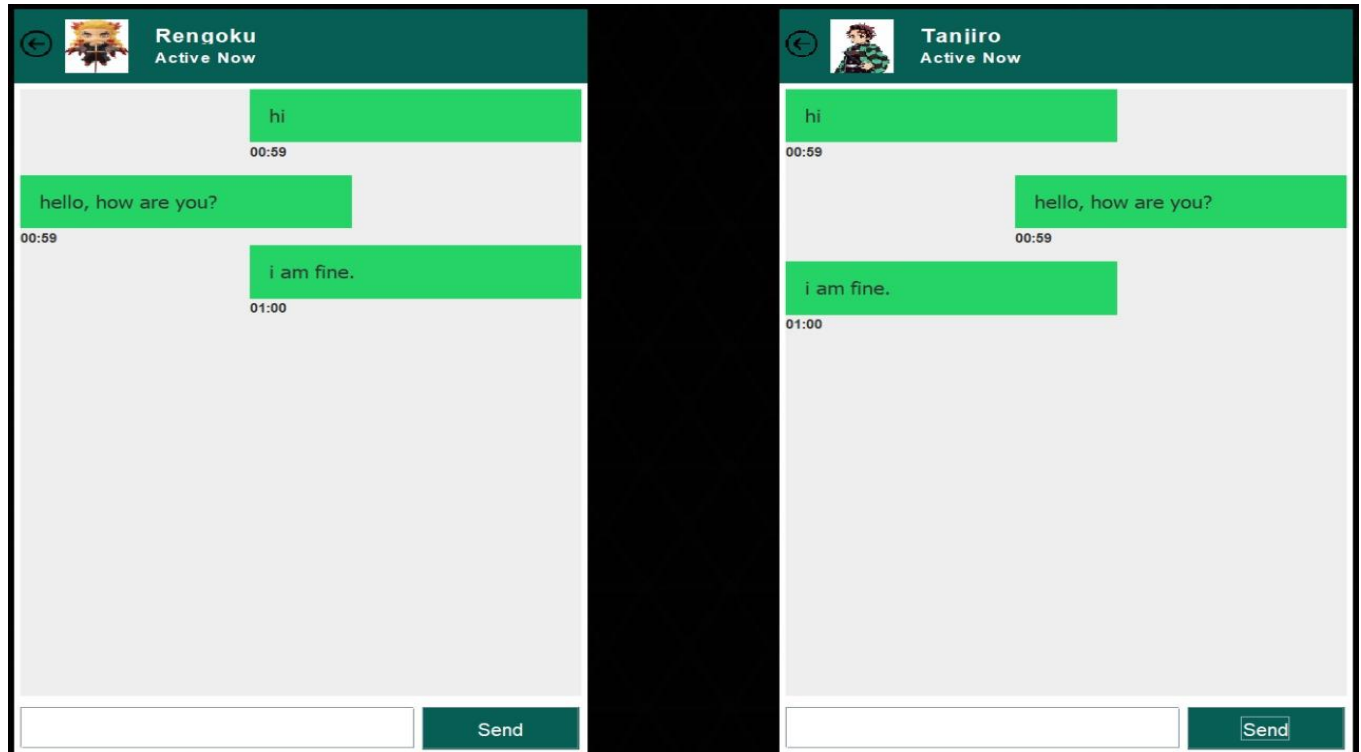 Rengoku
Active Now
hi
00:59
hello, how are you?
00:59
i am fine.
01:00
Send
Tanjiro
Active Now
hi
00:59
hello, how are you?
00:59
i am fine.
01:00
Send